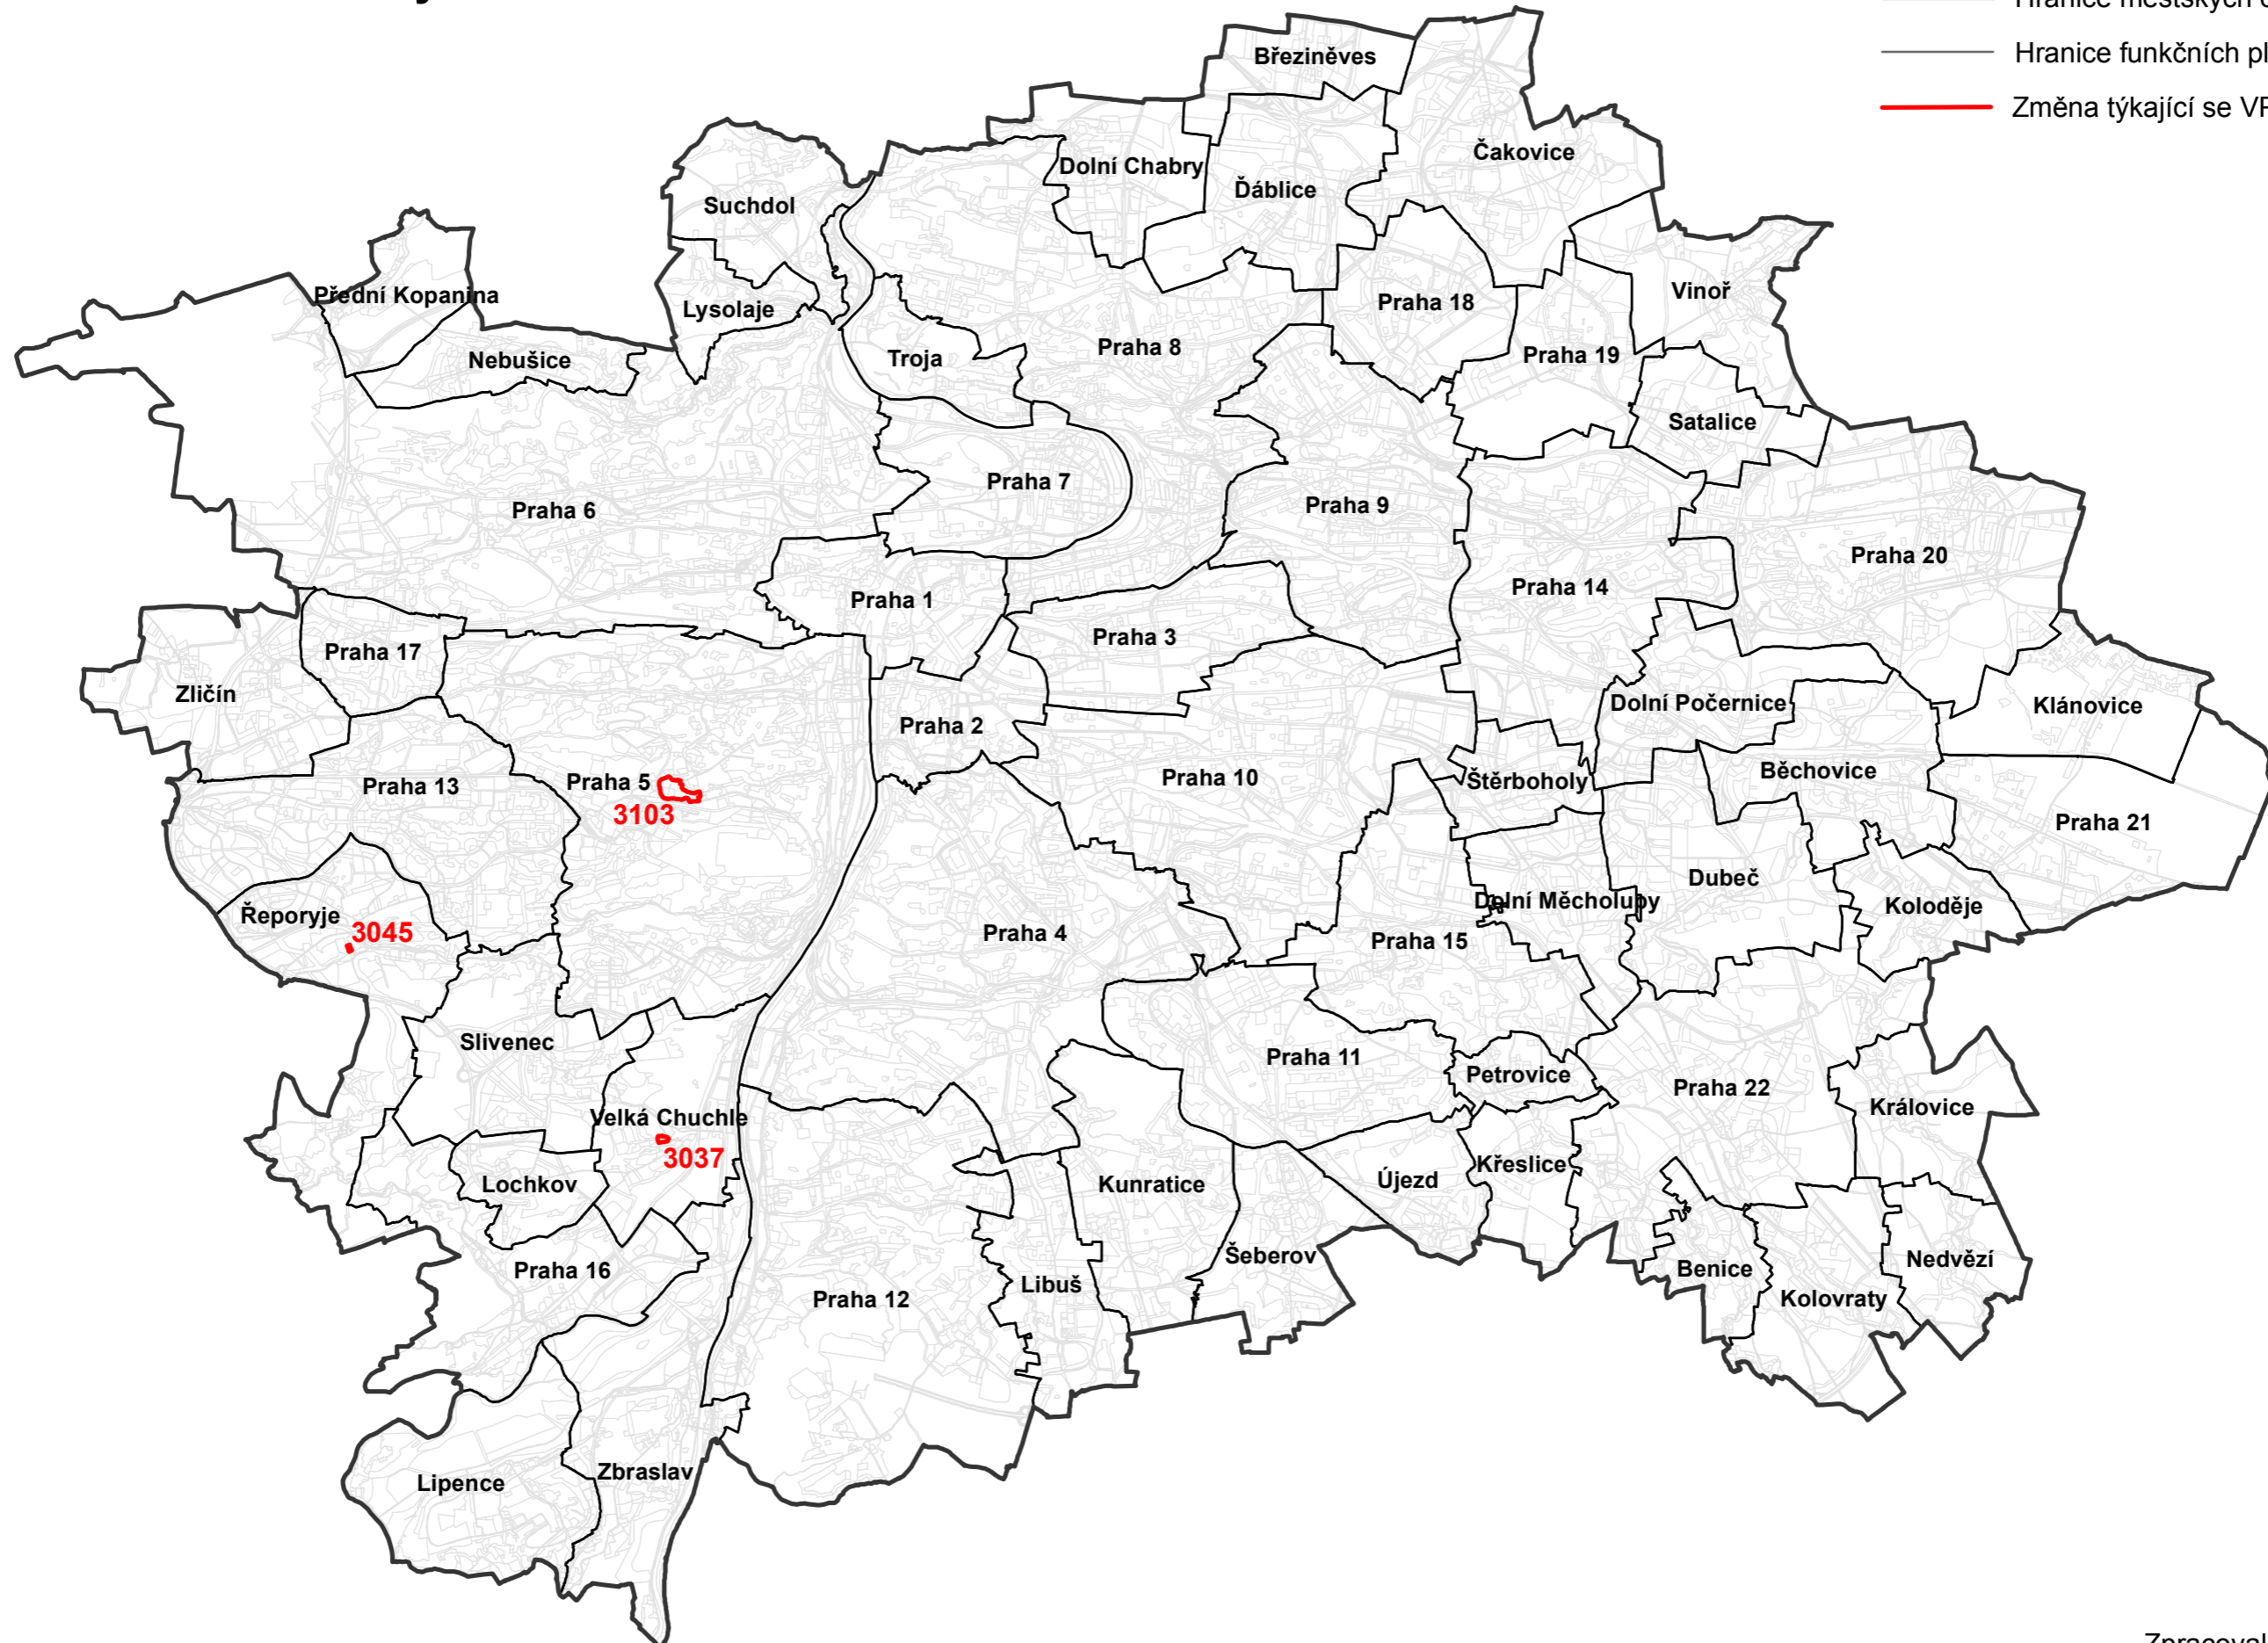 Hranice funkčních
Změna týkající se
Březiněves
Čakovice
Dolní Chabry
Ďáblice
Suchdol
Přední Kopanina
Lysolaje
Vinoř
Praha 18
Nebušice
Troja
Praha 8
Praha 19
Satalice
Praha 6
Praha 7
Praha 9
Praha 20
Praha 14
Praha 1
Praha 3
Praha 17
Zličín
Dolní Počernice
Klánovice
Praha 2
Praha 13
Praha 5
3103
Praha 10
Štěrboholy
Běchovice
Praha 21
Dubeč
Dolní Měcholupy
Koloděje
Řeporyje
3045
Praha 4
Praha 15
Slivenec
Praha 11
Petrovice
Praha 22
Královice
Velká Chuchle
3037
Lochkov
Kunratice
Újezd
Křeslice
Šeberov
Benice
Nedvězí
Praha 16
Praha 12
Libuš
Kolovraty
Lipence
Zbraslav